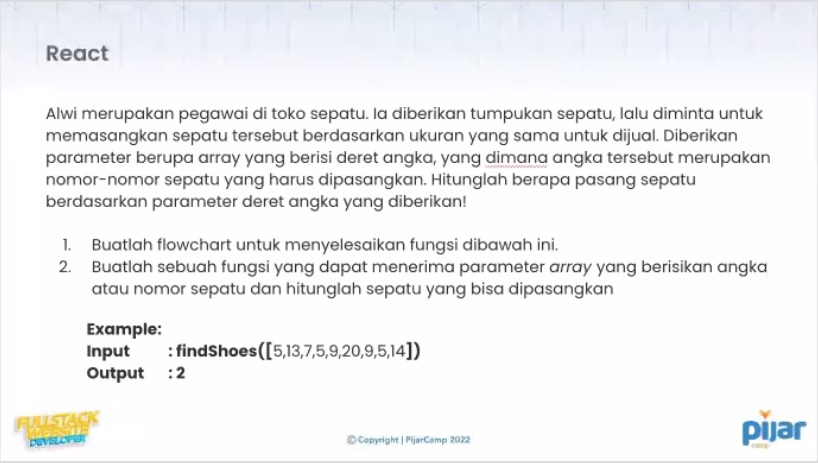 React
Alwi merupakan pegawai di toko sepatu. Ia diberikan tumpukan sepatu, lalu diminta untuk
memasangkan sepatu tersebut berdasarkan ukuran yang sama untuk dijual. Diberikan
parameter berupa array yang berisi deret angka, yang dimana angka tersebut merupakan
nomor-nomor sepatu yang harus dipasangkan. Hitunglah berapa pasang sepatu
berdasarkan parameter deret angka yang diberikan!
1. Buatlah flowchart untuk menyelesaikan fungsi dibawah ini.
2. Buatlah sebuah fungsi yang dapat menerima parameter array yang berisikan angka
atau nomor sepatu dan hitunglah sepatu yang bisa dipasangkan
Example:
Input : findShoes([5,13,7,5,9,20,9,5,14])
Output : 2
FULLSTACK
WEBSITE
DEVELOPER
© Copyright | PijarCamp 2022
pijar
camp